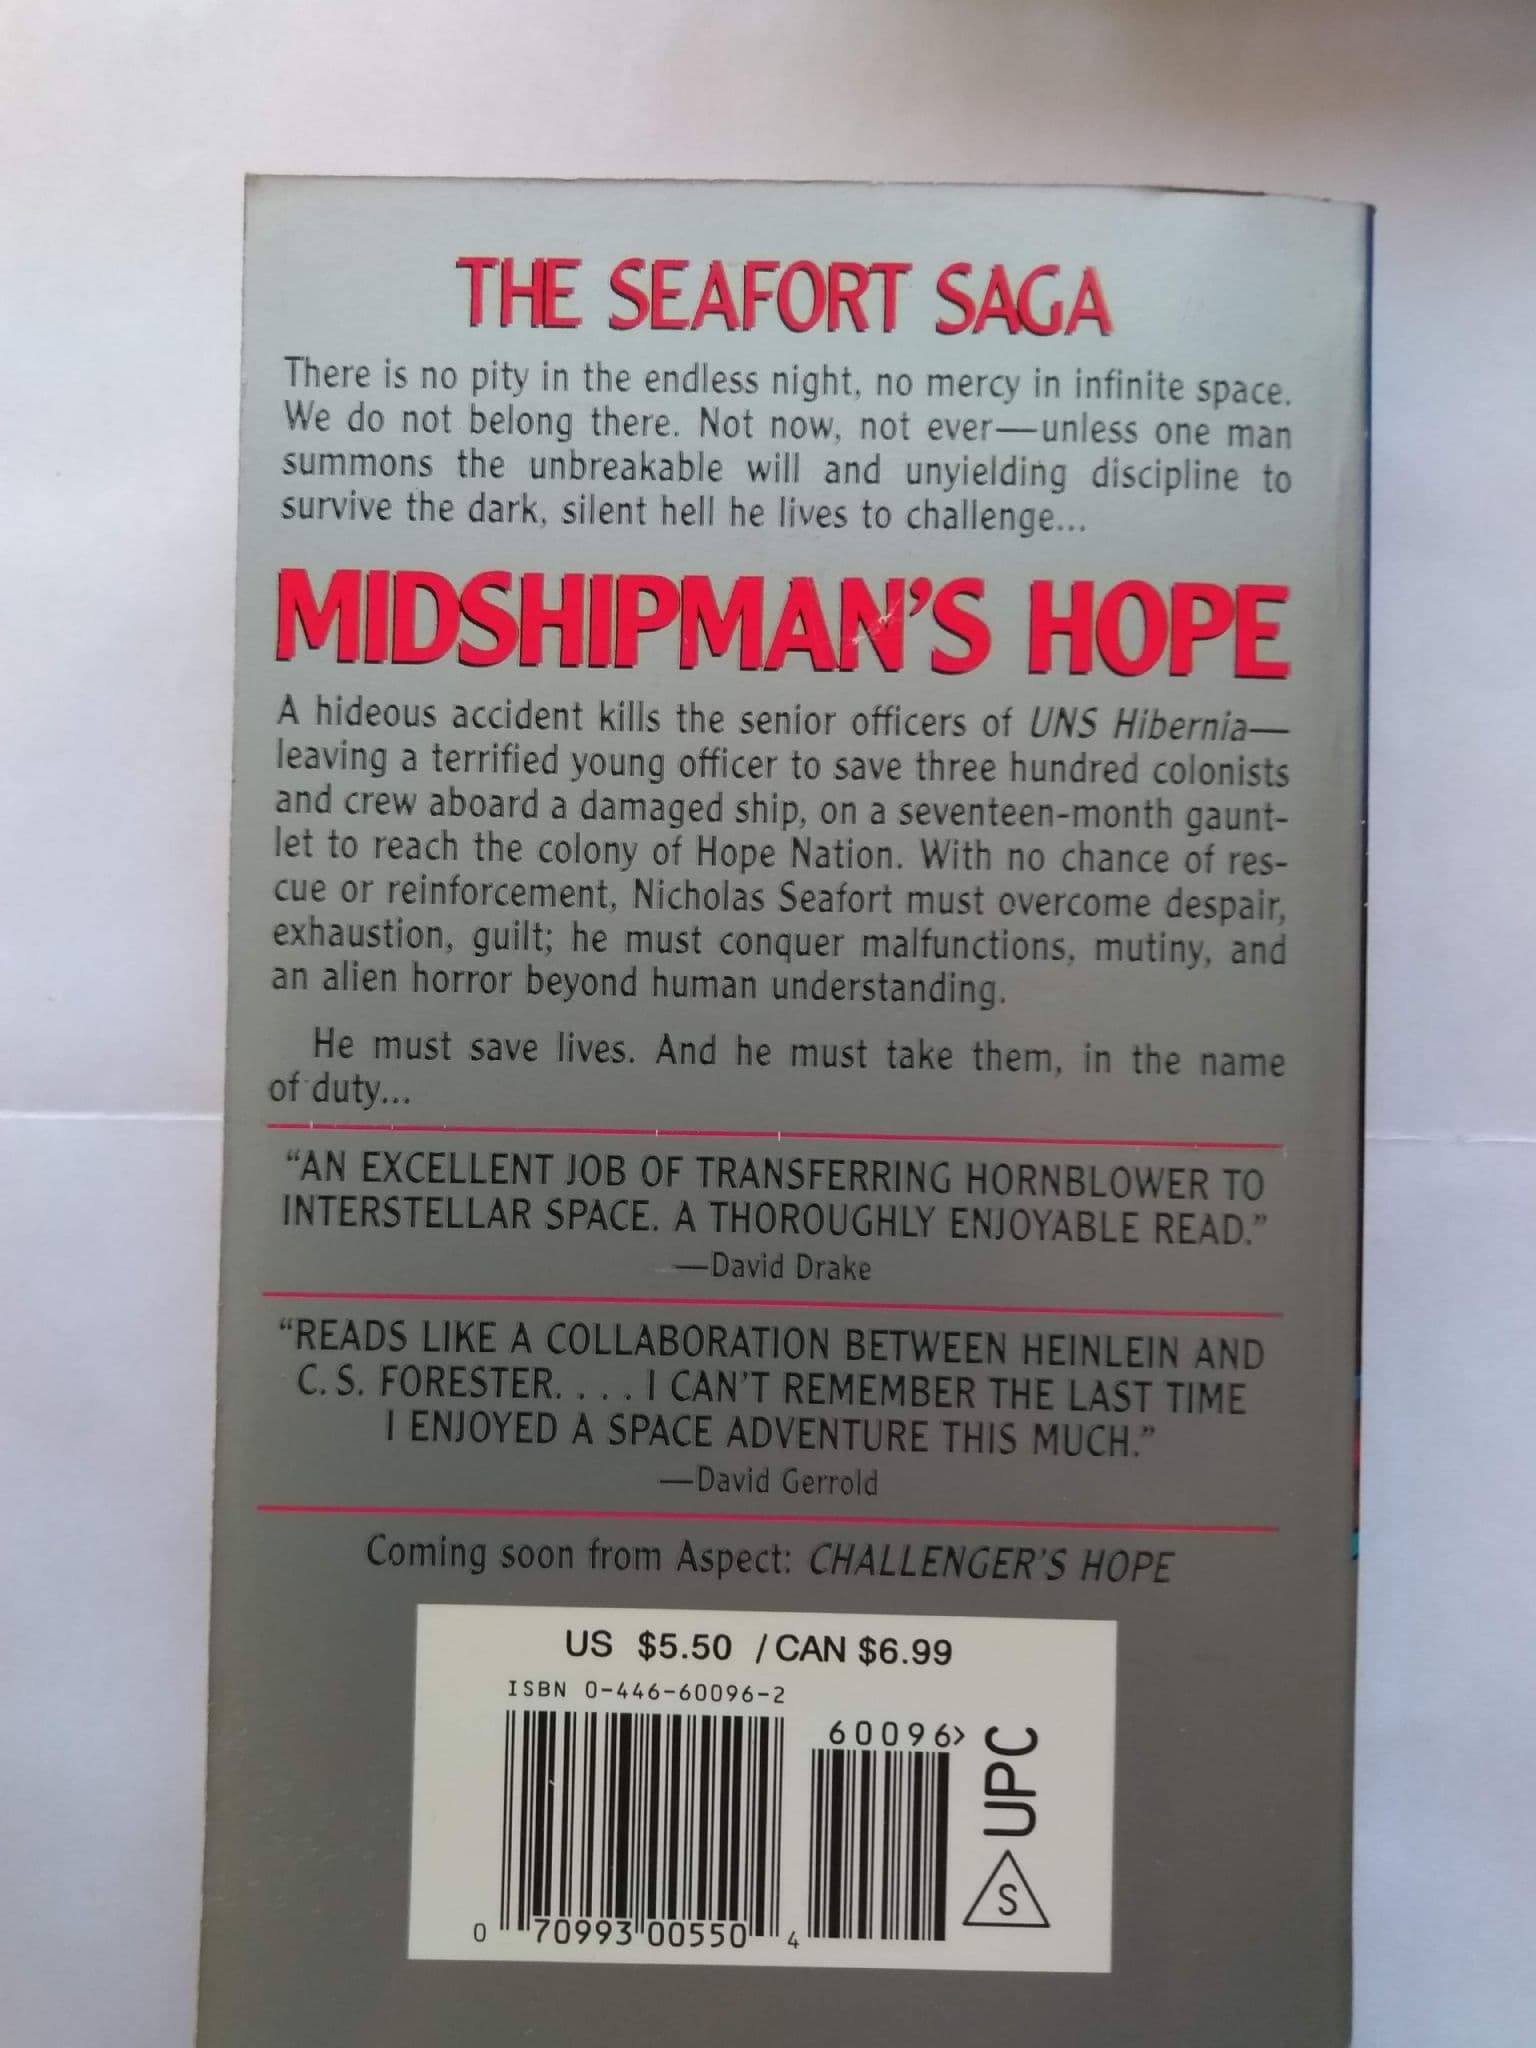 THE SEAFORT SAGA
There is no pity in the endless night, no mercy in infinite space.
We do not belong there. Not now, not ever—unless one man
summons the unbreakable will and unyielding discipline to
survive the dark, silent hell he lives to challenge...
MIDSHIPMAN'S HOPE
A hideous accident kills the senior officers of UNS Hibernia—
leaving a terrified young officer to save three hundred colonists
and crew aboard a damaged ship, on a seventeen-month gaunt-
let to reach the colony of Hope Nation. With no chance of res-
cue or reinforcement, Nicholas Seafort must overcome despair,
exhaustion, guilt; he must conquer malfunctions, mutiny, and
an alien horror beyond human understanding.
He must save lives. And he must take them, in the name
of duty...
“AN EXCELLENT JOB OF TRANSFERRING HORNBLOWER TO
INTERSTELLAR SPACE. A THOROUGHLY ENJOYABLE READ.”
—David Drake
“READS LIKE A COLLABORATION BETWEEN HEINLEIN AND
C. S. FORESTER. . . . I CAN'T REMEMBER THE LAST TIME
I ENJOYED A SPACE ADVENTURE THIS MUCH.”
—David Gerrold
Coming soon from Aspect: CHALLENGER'S HOPE
US $5.50 / CAN $6.99
ISBN 0-446-60096-2
60096>
UPC
S
0 70993 00550 4